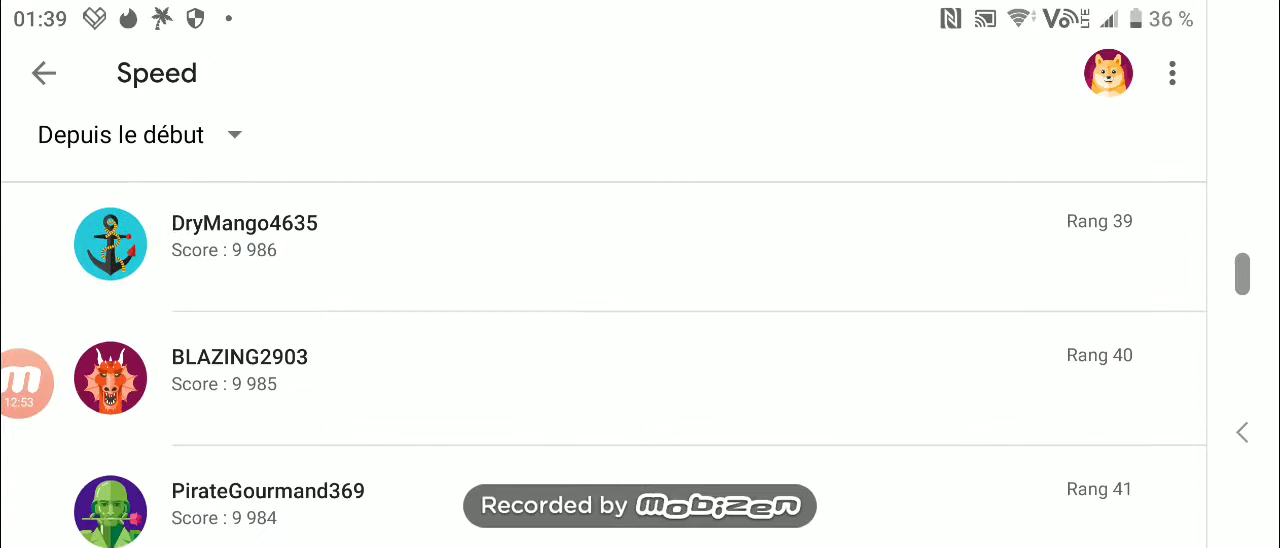 01:39
VoLTE 36 %
Speed
Depuis le début
DryMango4635
Rang 39
Score : 9 986
BLAZING2903
Rang 40
Score : 9 985
m
12:53
PirateGourmand369
Rang 41
Score : 9 984
Recorded by mobizen